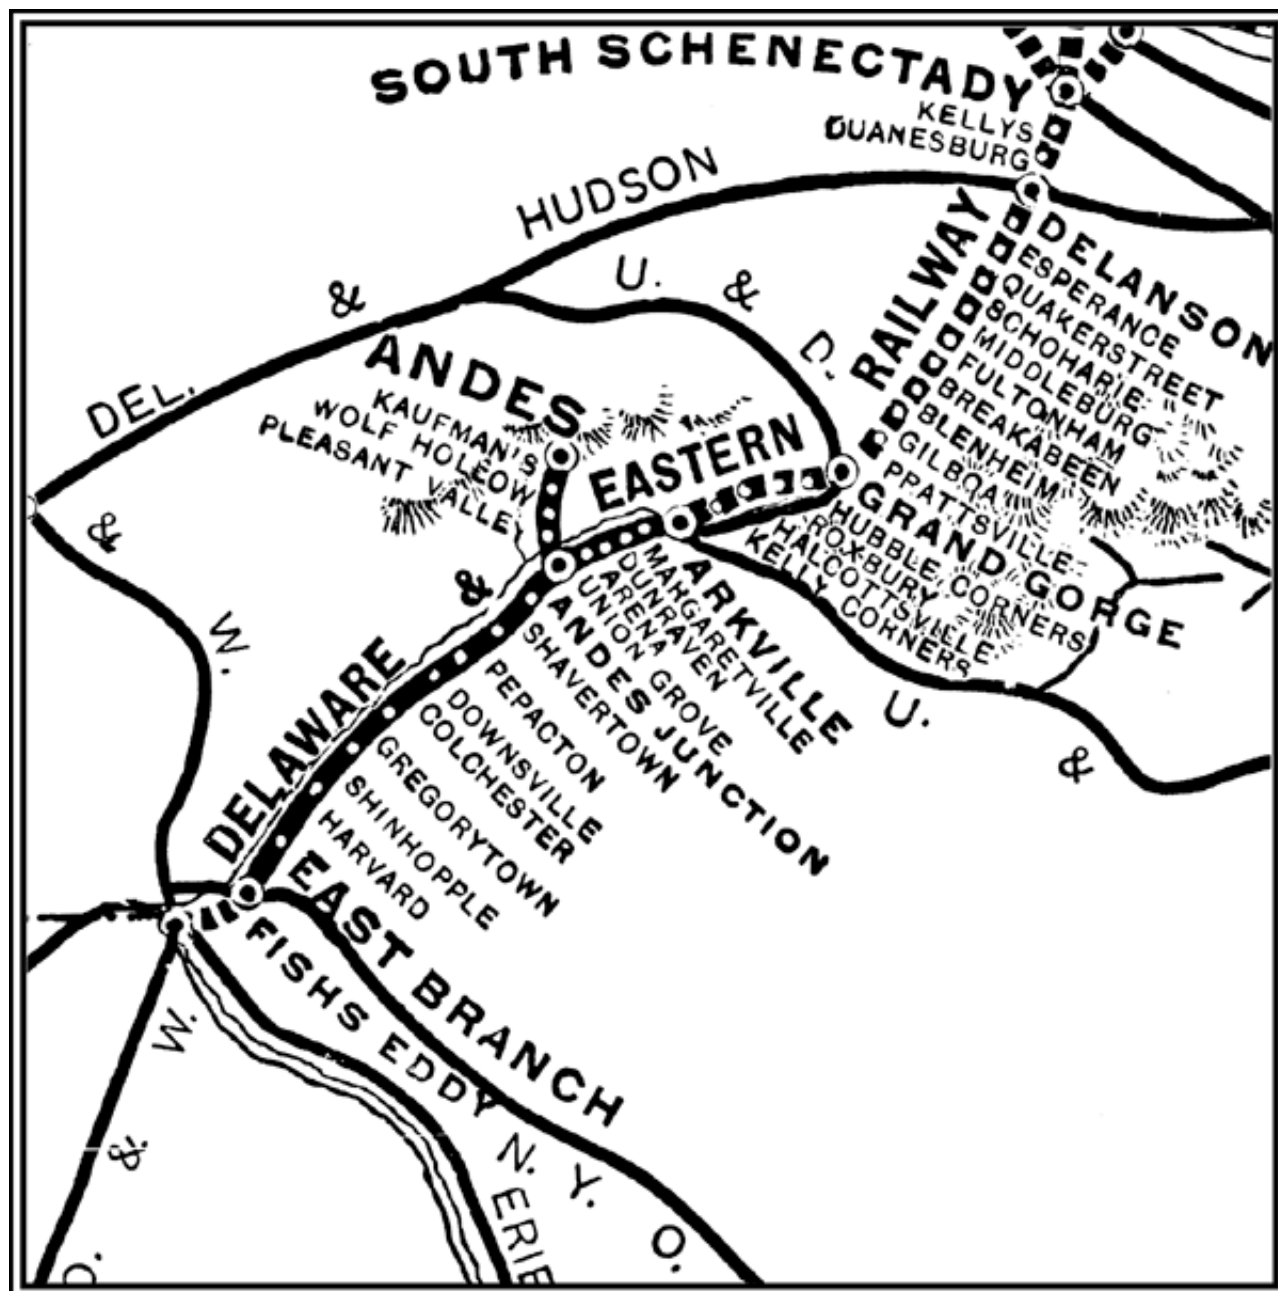 SOUTH SCHENECTADY
KELLYS
DUANESBURG
HUDSON
&
DEL.
U. & D.
RAILWAY
DELANSON
ESPERANCE
QUAKERSTREET
SCHOHARIE
MIDDLEBURG
FULTONHAM
BREAKABEEN
BLENHEIM
GILBOA
PRATTSVILLE
GRAND GORGE
HUBBLE CORNERS
ROXBURY
HALCOTTSVILLE
KELLY CORNERS
ANDES
KAUFMAN'S
WOLF HOLLOW
PLEASANT VALLEY
EASTERN
ARKVILLE
MARGARETVILLE
DUNRAVEN
ARENA
UNION GROVE
ANDES JUNCTION
SHAVERTOWN
PEPACTON
DOWNSVILLE
COLCHESTER
GREGORYTOWN
SHINHOPPLE
HARVARD
EAST BRANCH
FISHS EDDY
&
DELAWARE
&
W.
U. &
W.
&
O.
N. Y. O.
ERIE